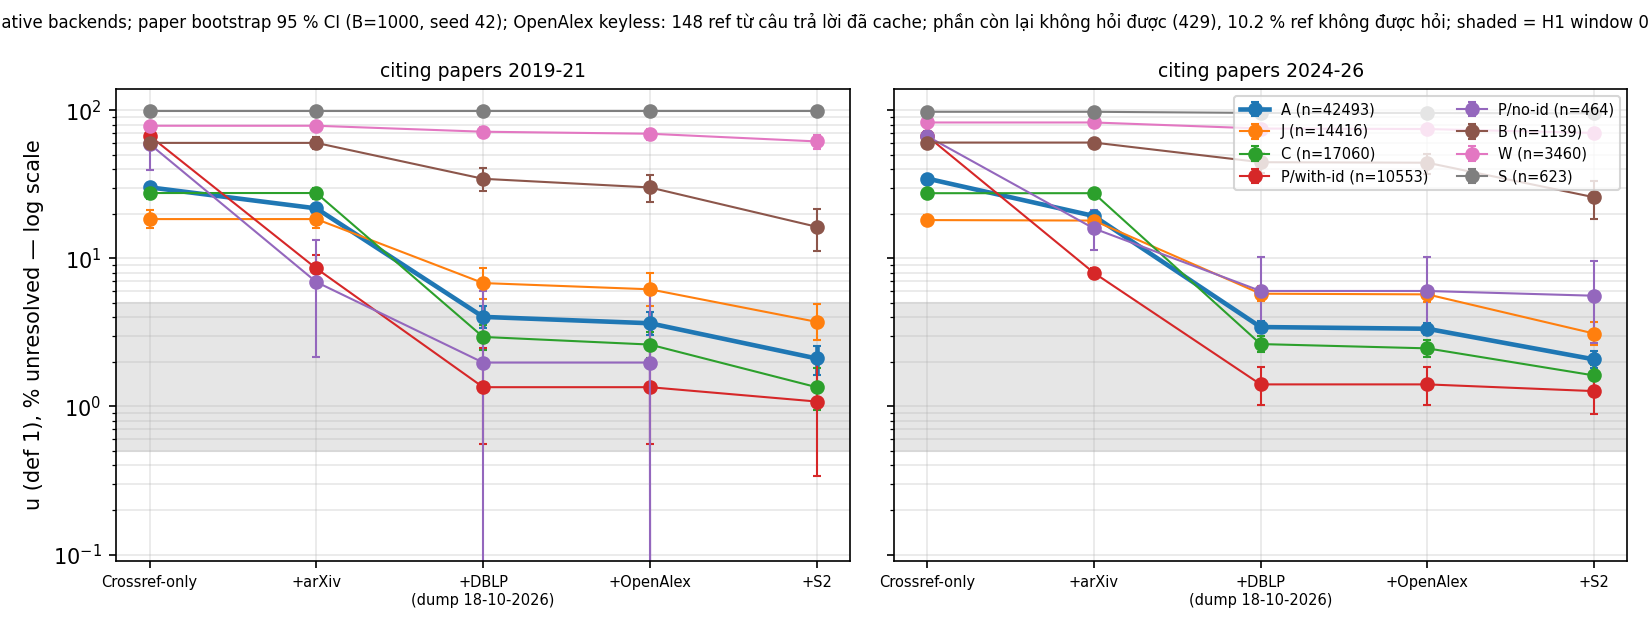 ative backends; paper bootstrap 95 % CI (B=1000, seed 42); OpenAlex keyless: 148 ref từ câu trả lời đã cache; phần còn lại không hỏi được (429), 10.2 % ref không được hỏi; shaded = H1 window 0
citing papers 2019-21
citing papers 2024-26
u (def 1), % unresolved — log scale
10²
10¹
10⁰
10⁻¹
A (n=42493)
J (n=14416)
C (n=17060)
P/with-id (n=10553)
P/no-id (n=464)
B (n=1139)
W (n=3460)
S (n=623)
Crossref-only
+arXiv
+DBLP
(dump 18-10-2026)
+OpenAlex
+S2
Crossref-only
+arXiv
+DBLP
(dump 18-10-2026)
+OpenAlex
+S2